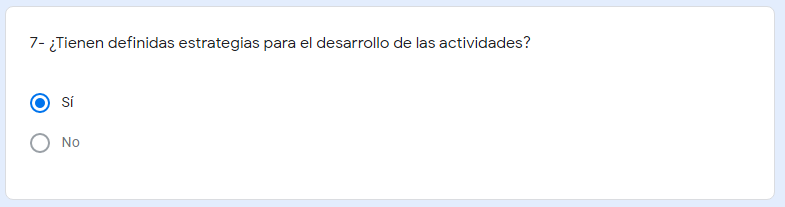 7- ¿Tienen definidas estrategias para el desarrollo de las actividades?
Sí
No